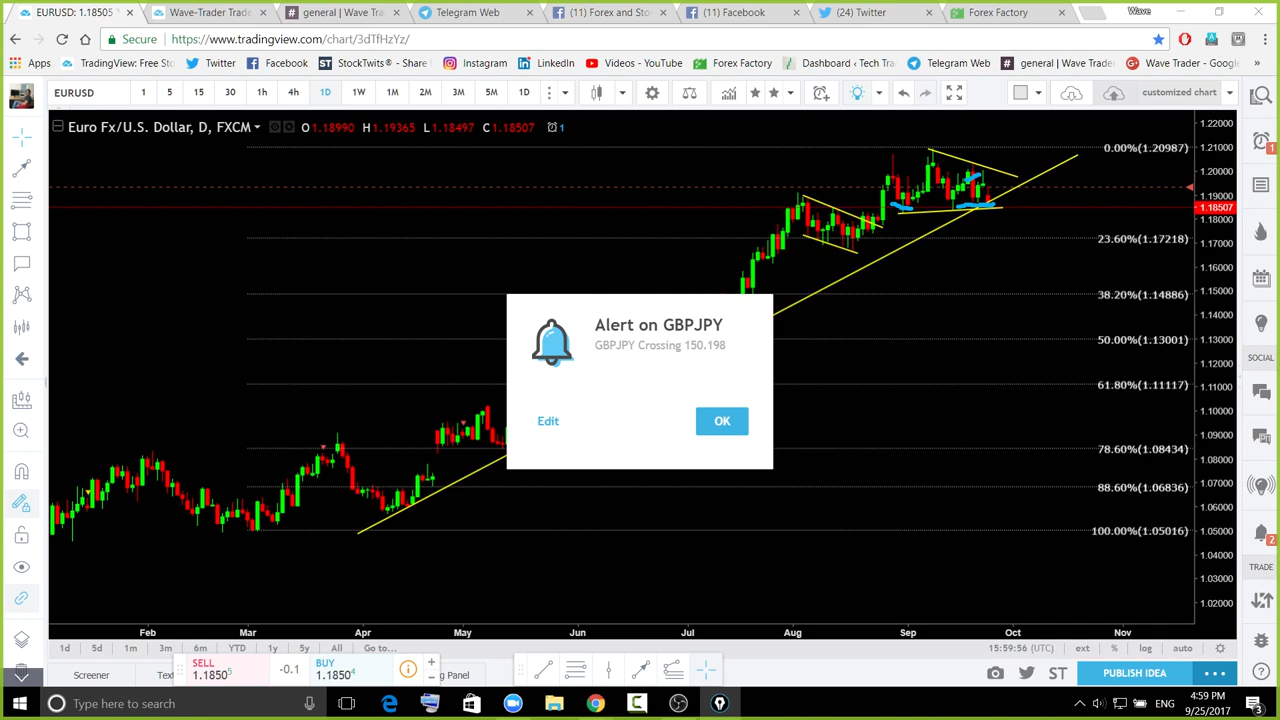 EURUSD: 1.18505
Wave-Trader Trad
general | Wave Tra
Telegram Web
(11) Forex and Sto
(11) Facebook
(24) Twitter
Forex Factory
Wave
Secure
https://www.tradingview.com/chart/3dTfHzYz/
Apps
TradingView: Free Sto
Twitter
Facebook
StockTwits® - Share
Instagram
LinkedIn
Videos - YouTube
Forex Factory
Dashboard ‹ Tech Tra
Telegram Web
general | Wave Trade
Wave Trader - Google
»
EURUSD
1
5
15
30
1h
4h
1D
1W
1M
2M
3M
5M
1D
customized chart
Euro Fx/U.S. Dollar, D, FXCM
O 1.18990 H 1.19365 L 1.18497 C 1.18507
1
0.00%(1.20987)
23.60%(1.17218)
38.20%(1.14886)
50.00%(1.13001)
61.80%(1.11117)
78.60%(1.08434)
88.60%(1.06836)
100.00%(1.05016)
1.22000
1.21000
1.20000
1.19000
1.18507
1.18000
1.17000
1.16000
1.15000
1.14000
1.13000
1.12000
1.11000
1.10000
1.09000
1.08000
1.07000
1.06000
1.05000
1.04000
1.03000
1.02000
Alert on GBPJPY
GBPJPY Crossing 150.198
Edit
OK
1
SOCIAL
2
TRADE
Feb
Mar
Apr
May
Jun
Jul
Aug
Sep
Oct
Nov
1d
5d
1m
3m
6m
YTD
1y
5y
All
Go to...
15:59:56 (UTC)
ext
%
log
auto
Screener
Text
SELL
1.1850⁵
-0.1
BUY
1.1850⁴
g Panel
ST
PUBLISH IDEA
Type here to search
ENG
4:59 PM
9/25/2017
3